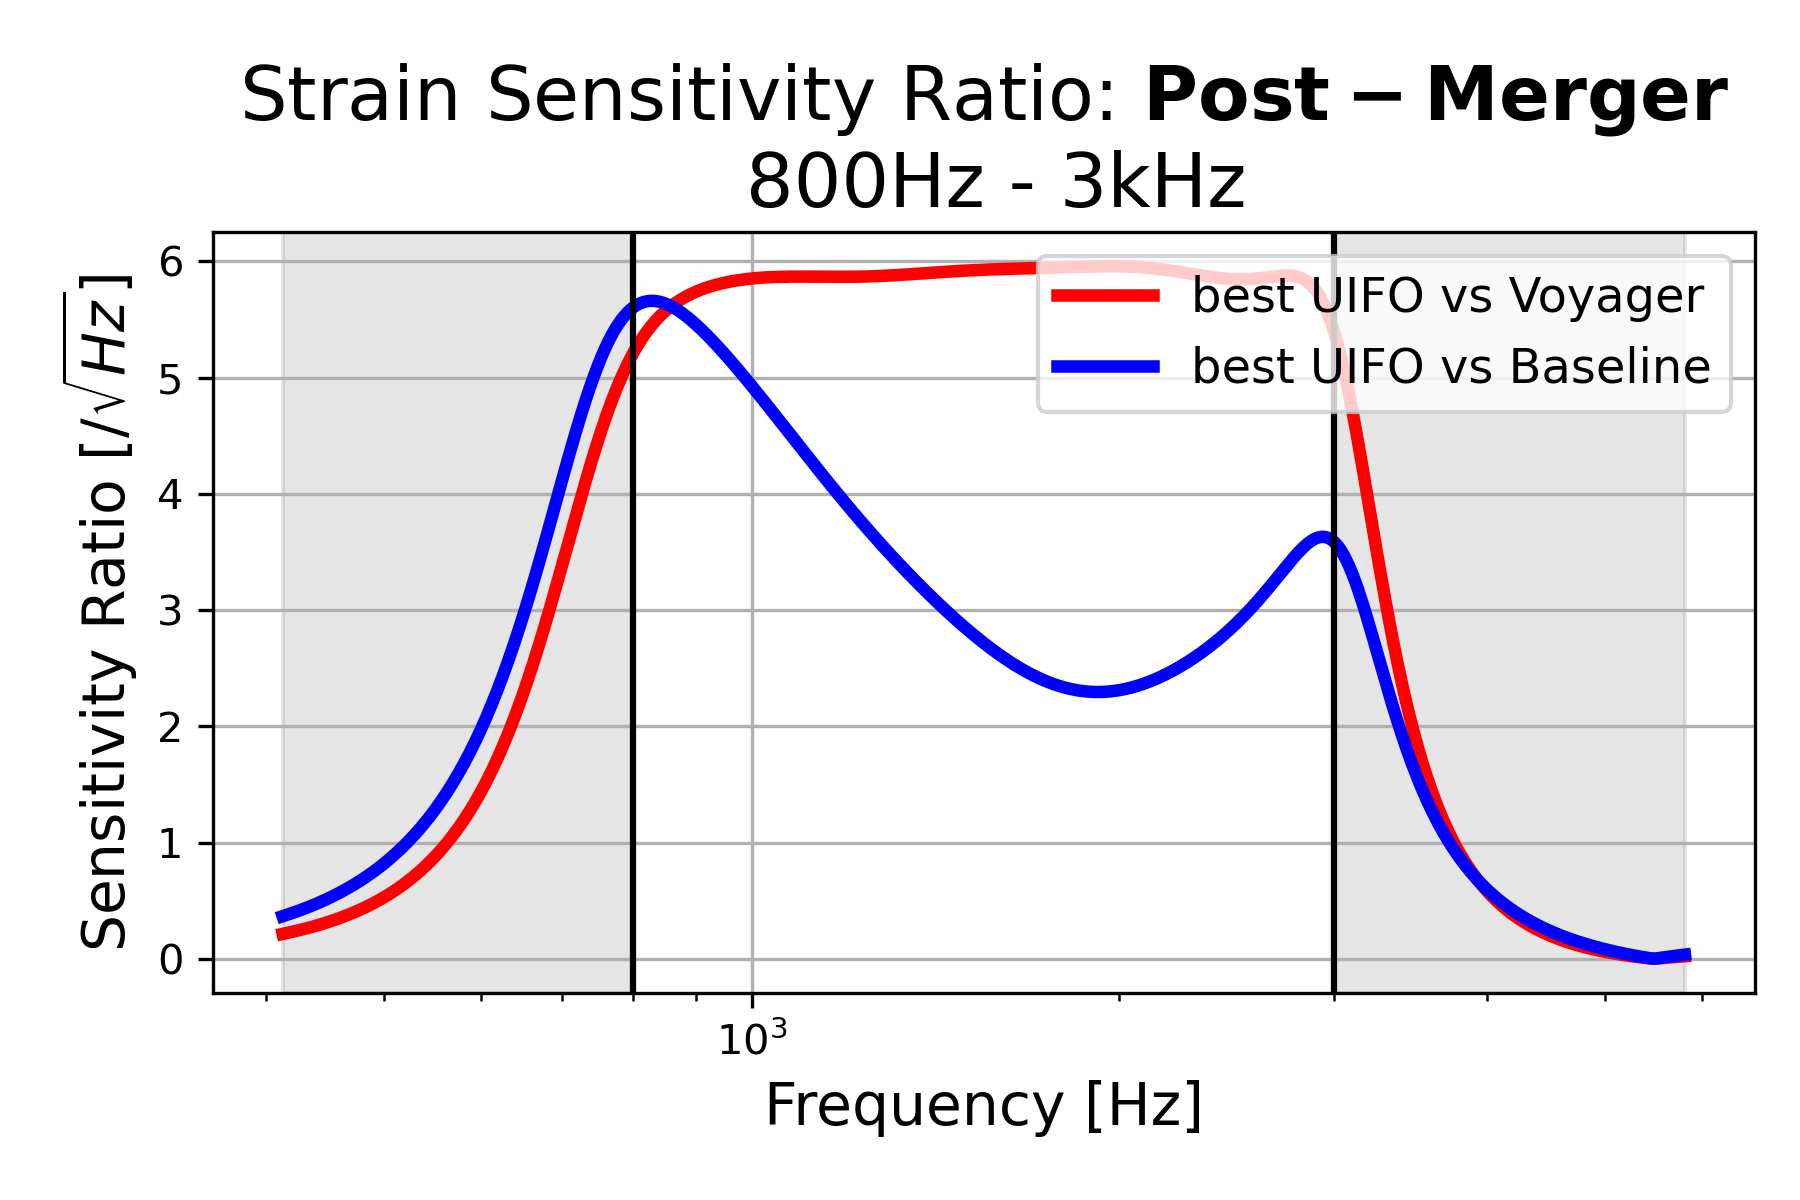 Strain Sensitivity Ratio: Post − Merger
800Hz - 3kHz
Sensitivity Ratio [/√Hz]
6
5
4
3
2
1
0
best UIFO vs Voyager
best UIFO vs Baseline
10³
Frequency [Hz]